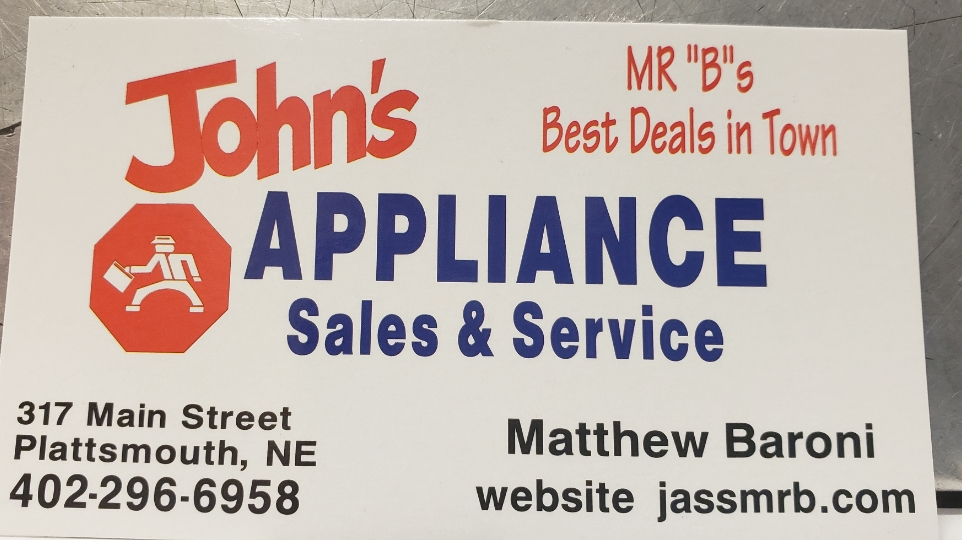 John's
MR "B"s
Best Deals in Town
APPLIANCE
Sales & Service
317 Main Street
Plattsmouth, NE
402-296-6958
Matthew Baroni
website jassmrb.com